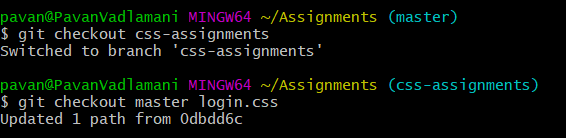 pavan@PavanVadlamani MINGW64 ~/Assignments (master)
$ git checkout css-assignments
Switched to branch 'css-assignments'
pavan@PavanVadlamani MINGW64 ~/Assignments (css-assignments)
$ git checkout master login.css
Updated 1 path from 0dbdd6c